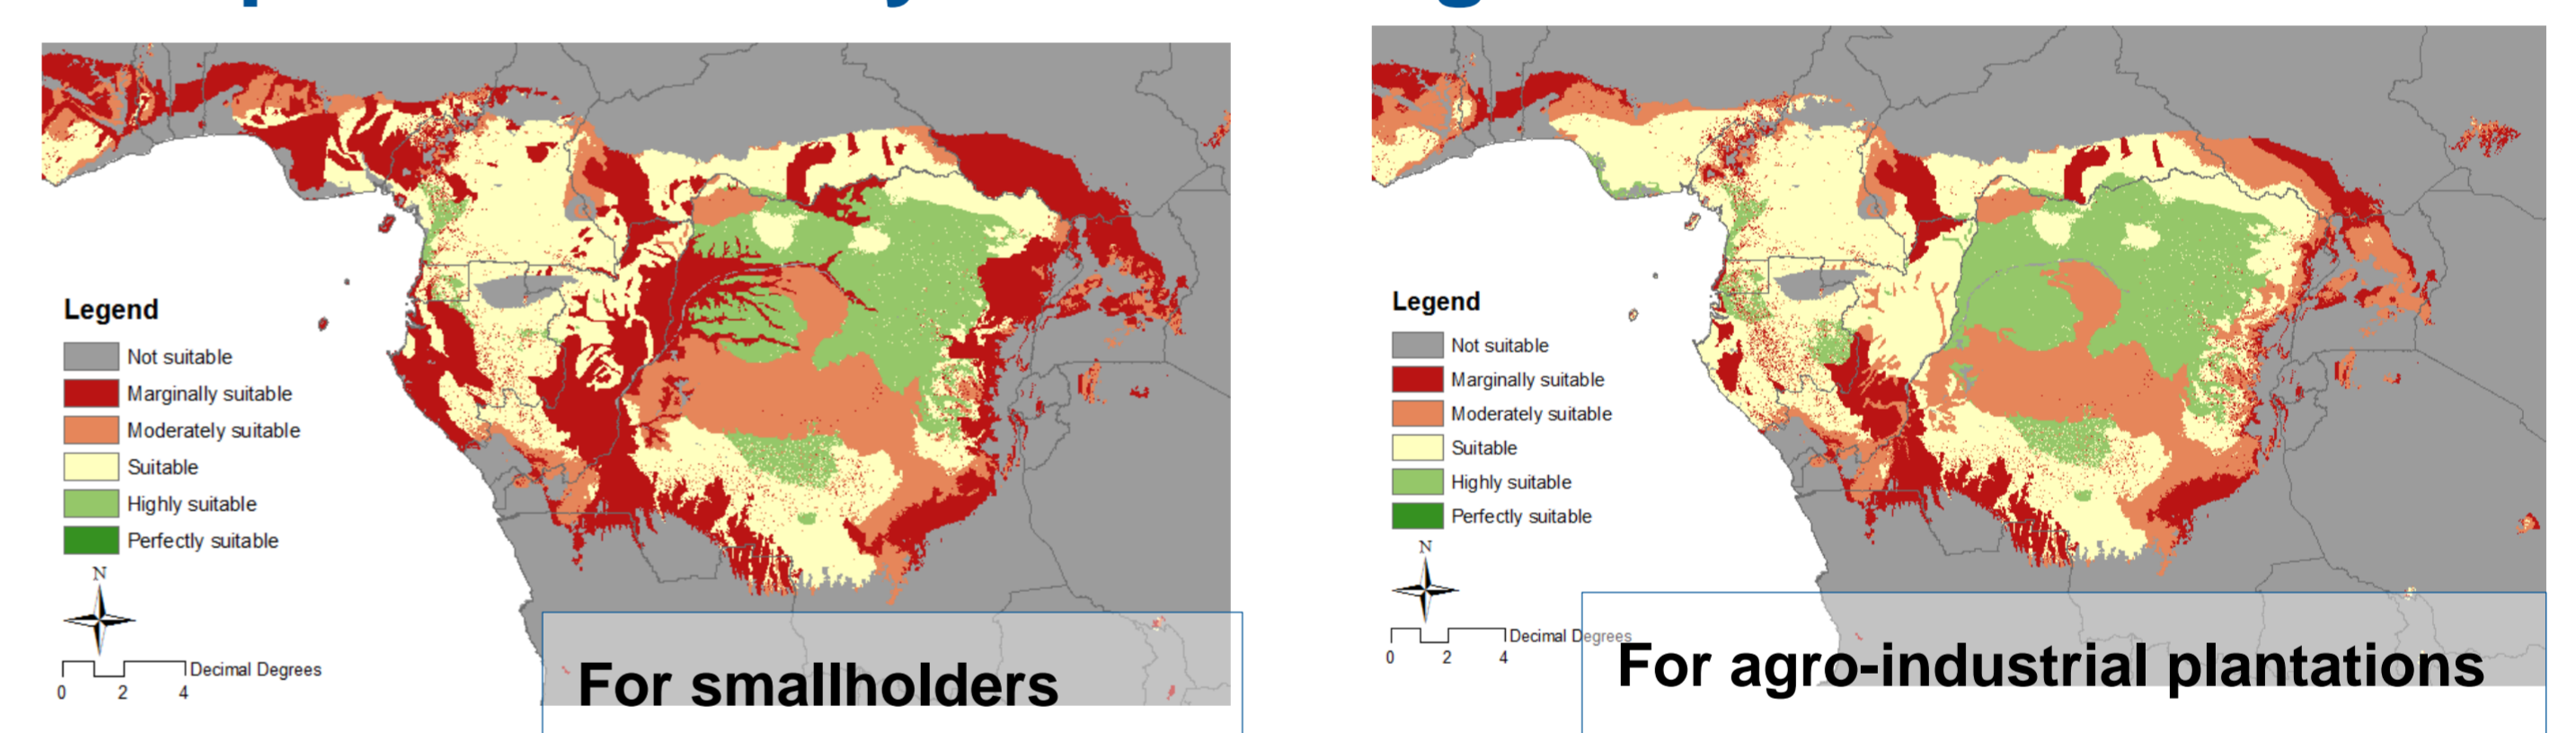 Legend
Not suitable
Marginally suitable
Moderately suitable
Suitable
Highly suitable
Perfectly suitable
N
Decimal Degrees
0 2 4
For smallholders
Legend
Not suitable
Marginally suitable
Moderately suitable
Suitable
Highly suitable
Perfectly suitable
N
Decimal Degrees
0 2 4
For agro-industrial plantations